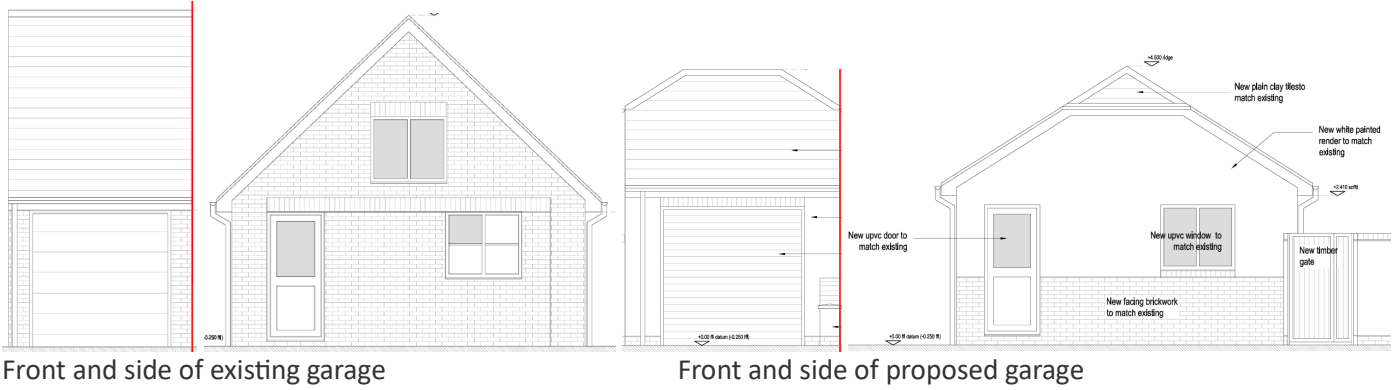 +4.500 ridge
New plain clay tillesto
match existing
New white painted
render to match
existing
+2.410 soffit
New upvc door to
match existing
New upvc window to
match existing
New timber
gate
New facing brickwork
to match existing
-0.250 ffl)
+0.00 ffl datum (-0.250 ffl)
+0.00 ffl datum (-0.250 ffl)
Front and side of existing garage
Front and side of proposed garage